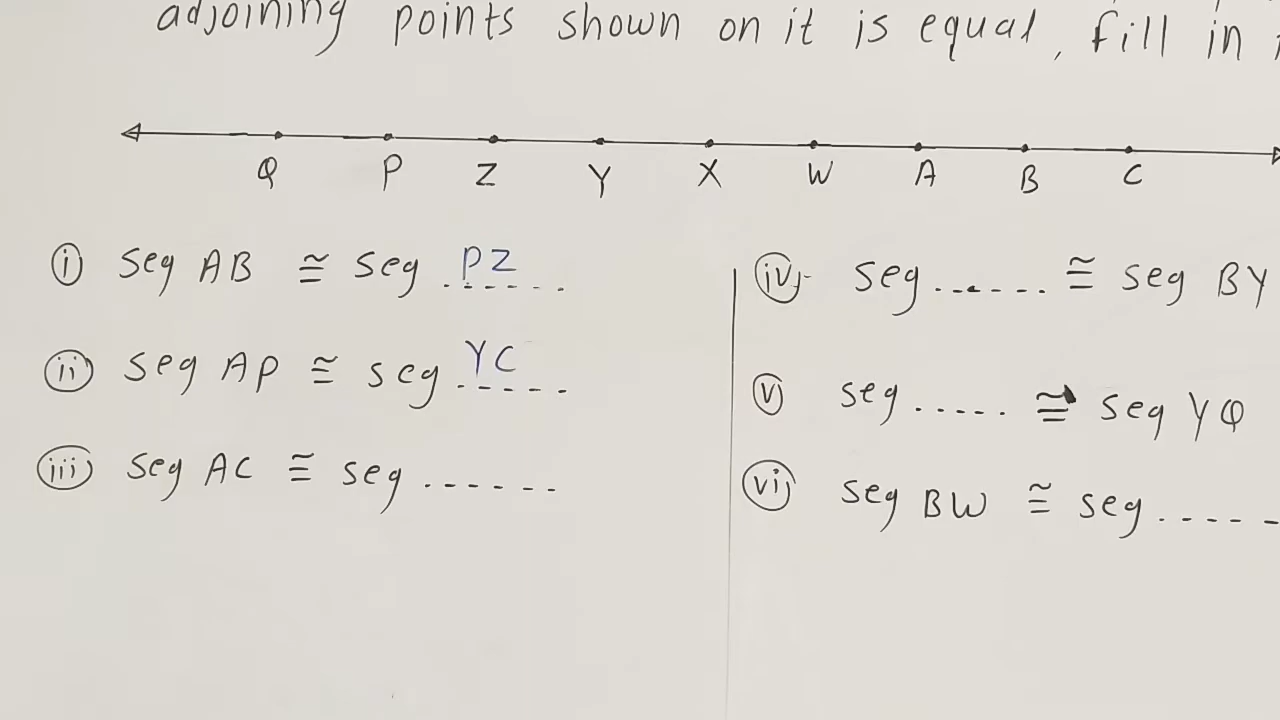 adjoining points shown on it is equal, fill in
Q P Z Y X W A B C
(i) seg AB ≅ seg PZ......
(ii) seg AP ≅ seg YC......
(iii) seg AC ≅ seg ......
(iv) seg ...... ≅ seg BY
(v) seg ..... ≅ seg YQ
(vi) seg BW ≅ seg .....